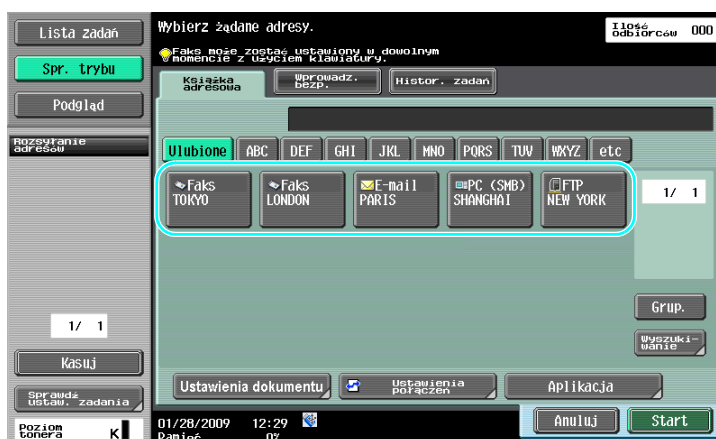 Lista zadań
Spr. trybu
Podgląd
Rozsyłanie
adresów
1/ 1
Kasuj
Sprawdź
ustaw. zadania
Poziom
tonera K
Wybierz żądane adresy.
Faks może zostać ustawiony w dowolnym
momencie z użyciem klawiatury.
Ilość
odbiorców 000
Książka
adresowa
Wprowadz.
bezp.
Histor. zadań
Ulubione ABC DEF GHI JKL MNO PQRS TUV WXYZ etc
Faks
TOKYO
Faks
LONDON
E-mail
PARIS
PC (SMB)
SHANGHAI
FTP
NEW YORK
1/ 1
Grup.
Wyszuki-
wanie
Ustawienia dokumentu
Ustawienia
połączeń
Aplikacja
01/28/2009 12:29
Pamięć 0%
Anuluj
Start